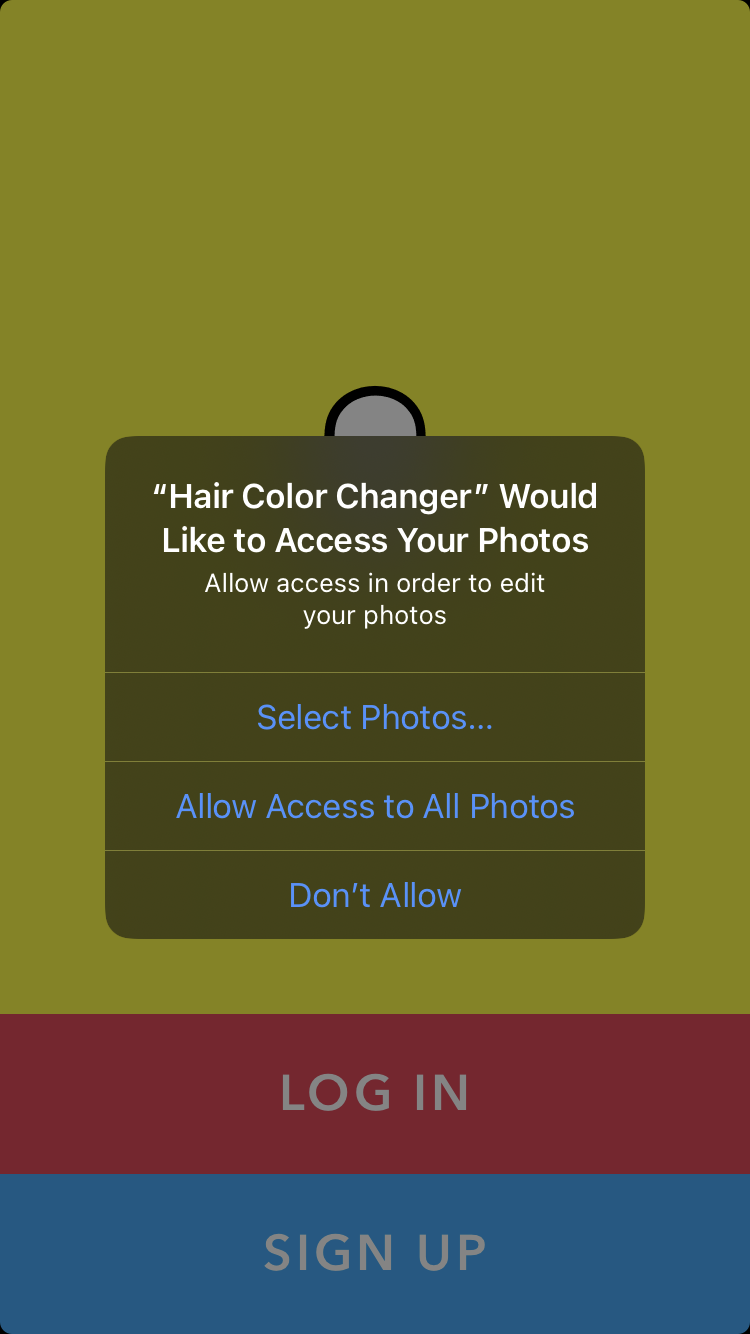 “Hair Color Changer” Would
Like to Access Your Photos
Allow access in order to edit
your photos
Select Photos...
Allow Access to All Photos
Don’t Allow
LOG IN
SIGN UP